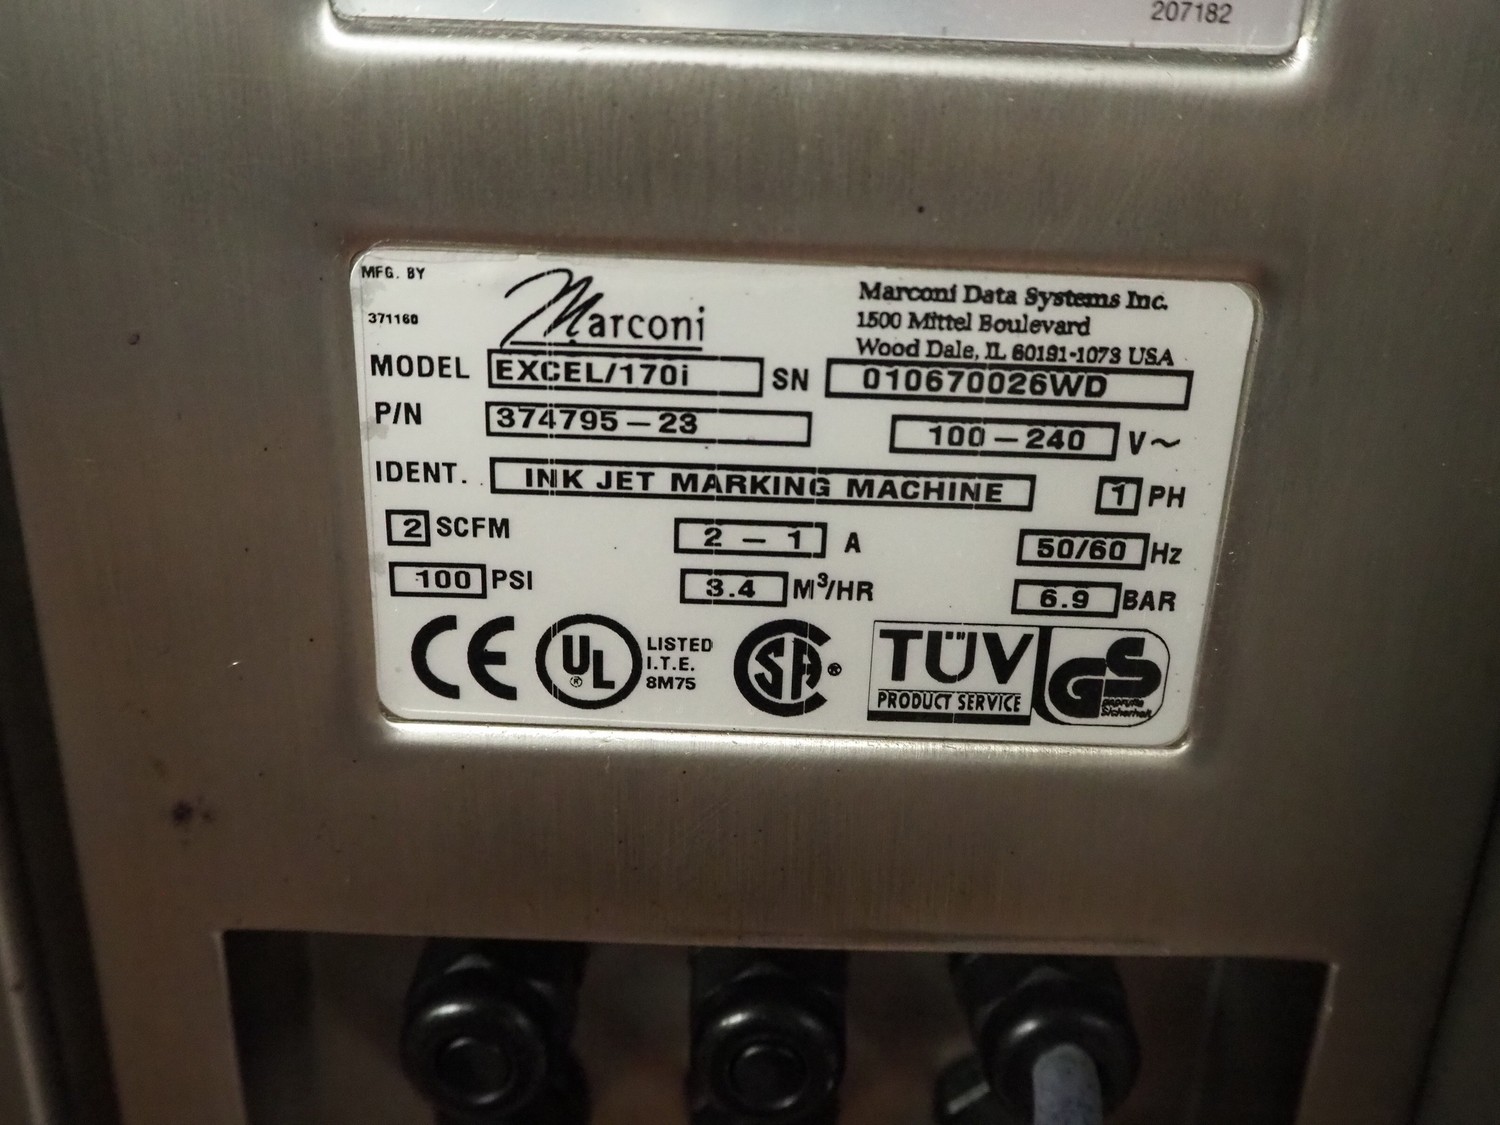 207182
MFG. BY
371160
Marconi
Marconi Data Systems Inc.
1500 Mittel Boulevard
Wood Dale, IL 60191-1073 USA
MODEL EXCEL/170i SN 010670026WD
P/N 374795-23 100-240 V~
IDENT. INK JET MARKING MACHINE 1 PH
2 SCFM 2-1 A 50/60 Hz
100 PSI 3.4 M³/HR 6.9 BAR
CE UL ® LISTED
I.T.E.
8M75
SA ®
TÜV
PRODUCT SERVICE
GS
geprüfte
Sicherheit